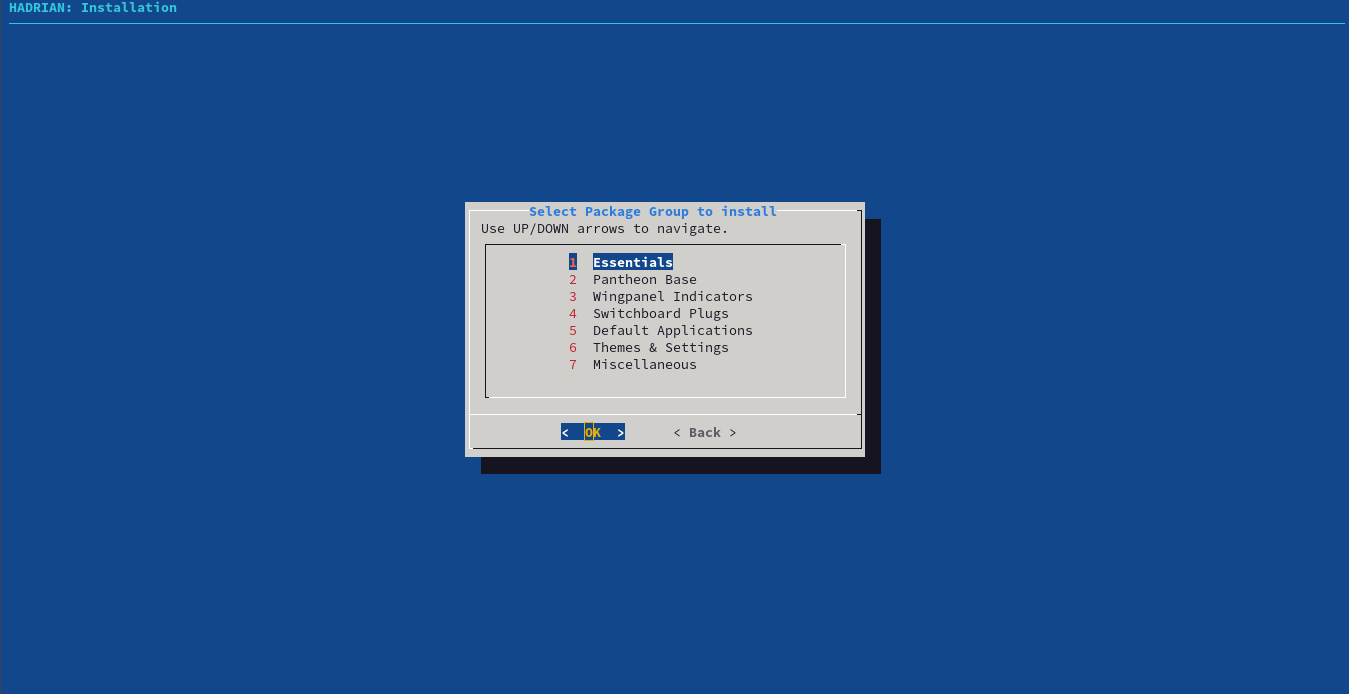 HADRIAN: Installation
Select Package Group to install
Use UP/DOWN arrows to navigate.
1 Essentials
2 Pantheon Base
3 Wingpanel Indicators
4 Switchboard Plugs
5 Default Applications
6 Themes & Settings
7 Miscellaneous
< OK > < Back >